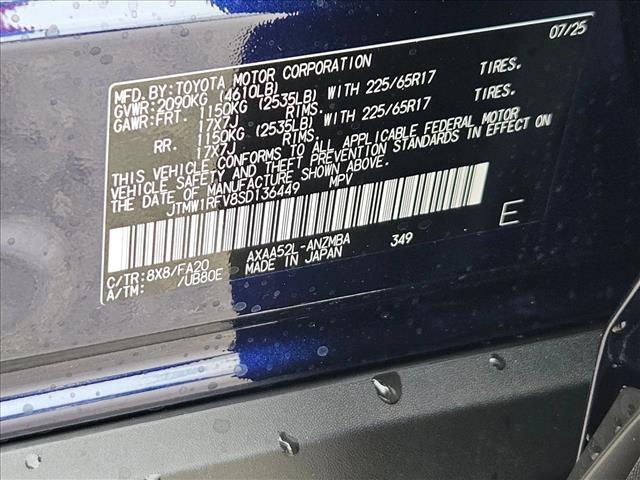 07/25
MFD.BY:TOYOTA MOTOR CORPORATION
GVWR:2090KG (4610LB)
GAWR:FRT. 1150KG (2535LB) WITH 225/65R17 TIRES.
17X7J RIMS.
RR. 1150KG (2535LB) WITH 225/65R17 TIRES.
17X7J RIMS.
THIS VEHICLE CONFORMS TO ALL APPLICABLE FEDERAL MOTOR
VEHICLE SAFETY AND THEFT PREVENTION STANDARDS IN EFFECT ON
THE DATE OF MANUFACTURE SHOWN ABOVE.
JTMW1RFV8SD136449 MPV
E
C/TR:8X8/FA20 AXAA52L-ANZMBA 349
A/TM: /UB80E MADE IN JAPAN